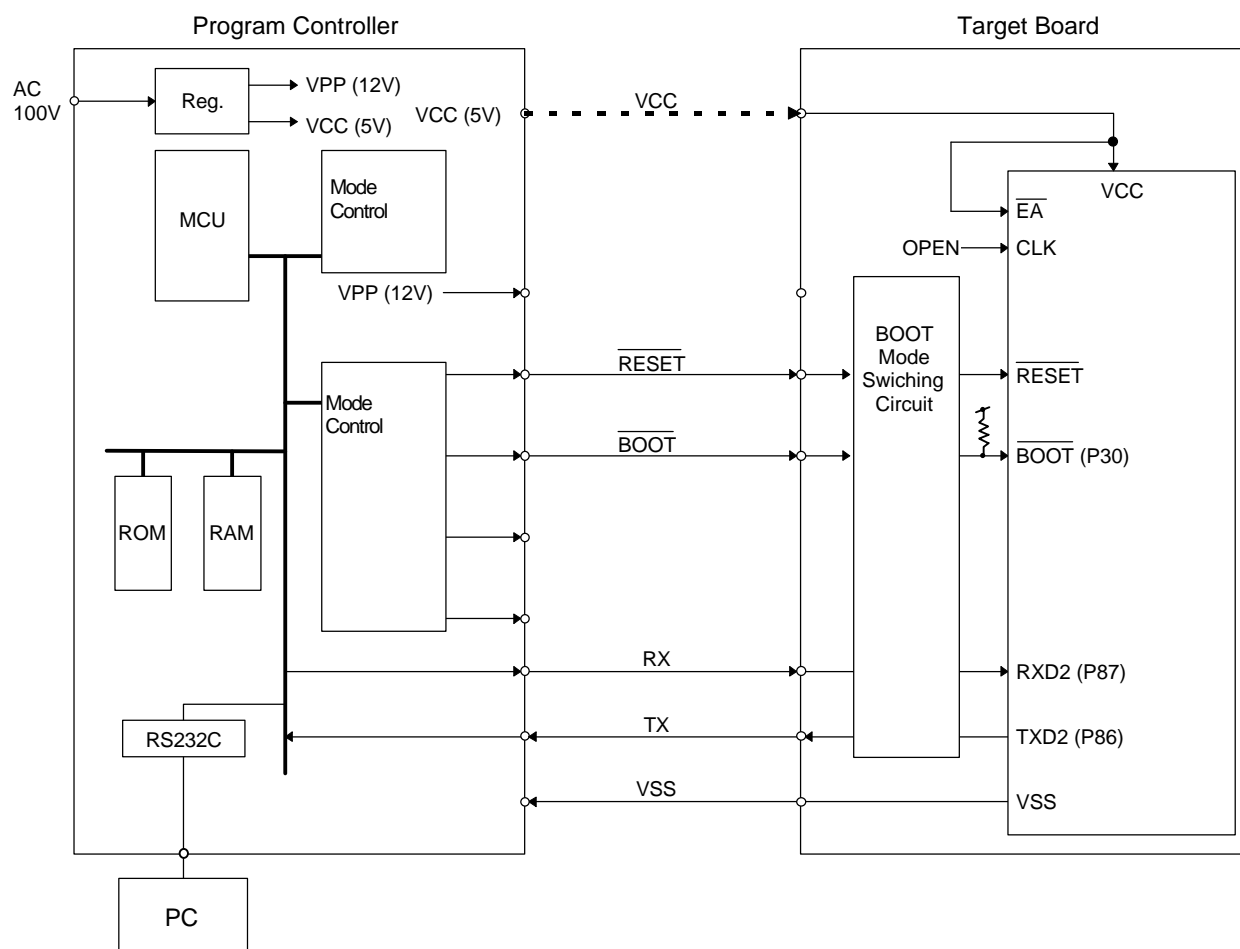 Program Controller
Target Board
AC
100V
Reg.
VPP (12V)
VCC (5V)
VCC (5V)
VCC
MCU
Mode
Control
VCC
EA
OPEN
CLK
VPP (12V)
BOOT
Mode
Swiching
Circuit
RESET
RESET
Mode
Control
BOOT
BOOT (P30)
ROM
RAM
RX
RXD2 (P87)
RS232C
TX
TXD2 (P86)
VSS
VSS
PC